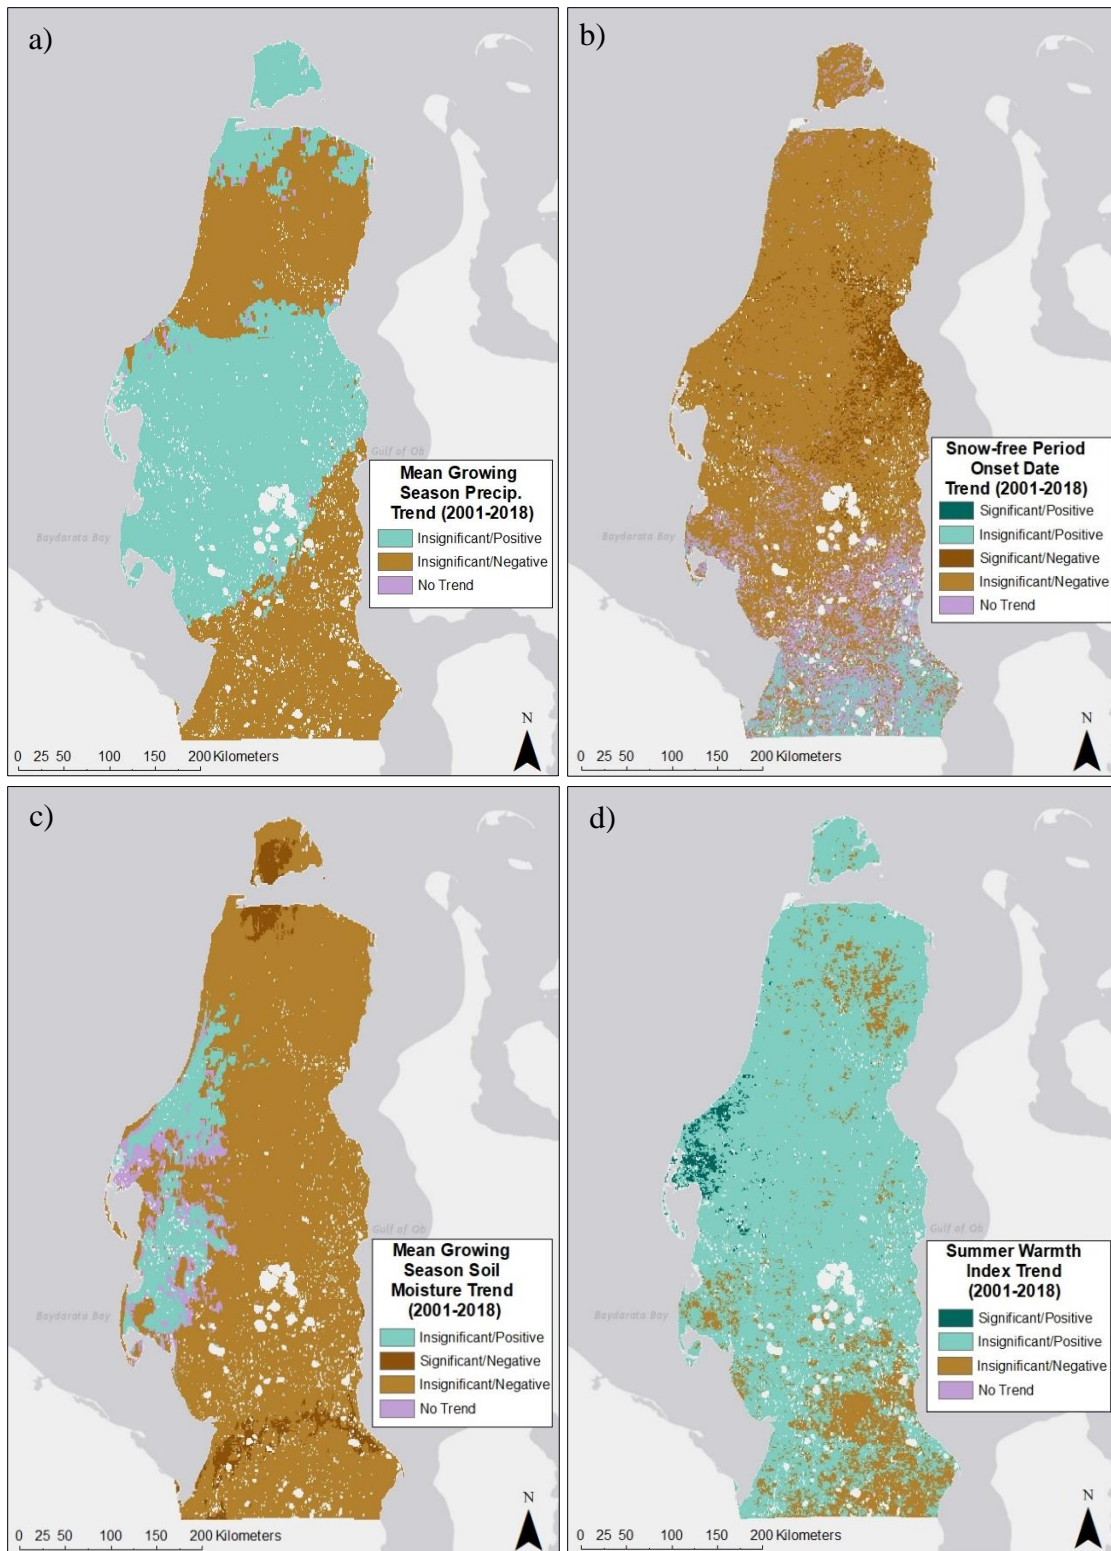 a)
Gulf of Ob
Baydarata Bay
Mean Growing
Season Precip.
Trend (2001-2018)
Insignificant/Positive
Insignificant/Negative
No Trend
N
0 25 50 100 150 200 Kilometers
b)
Baydarata Bay
Snow-free Period
Onset Date
Trend (2001-2018)
Significant/Positive
Insignificant/Positive
Significant/Negative
Insignificant/Negative
No Trend
N
0 25 50 100 150 200 Kilometers
c)
Gulf of Ob
Baydarata Bay
Mean Growing
Season Soil
Moisture Trend
(2001-2018)
Insignificant/Positive
Significant/Negative
Insignificant/Negative
No Trend
N
0 25 50 100 150 200 Kilometers
d)
Gulf of Ob
Baydarata Bay
Summer Warmth
Index Trend
(2001-2018)
Significant/Positive
Insignificant/Positive
Insignificant/Negative
No Trend
N
0 25 50 100 150 200 Kilometers